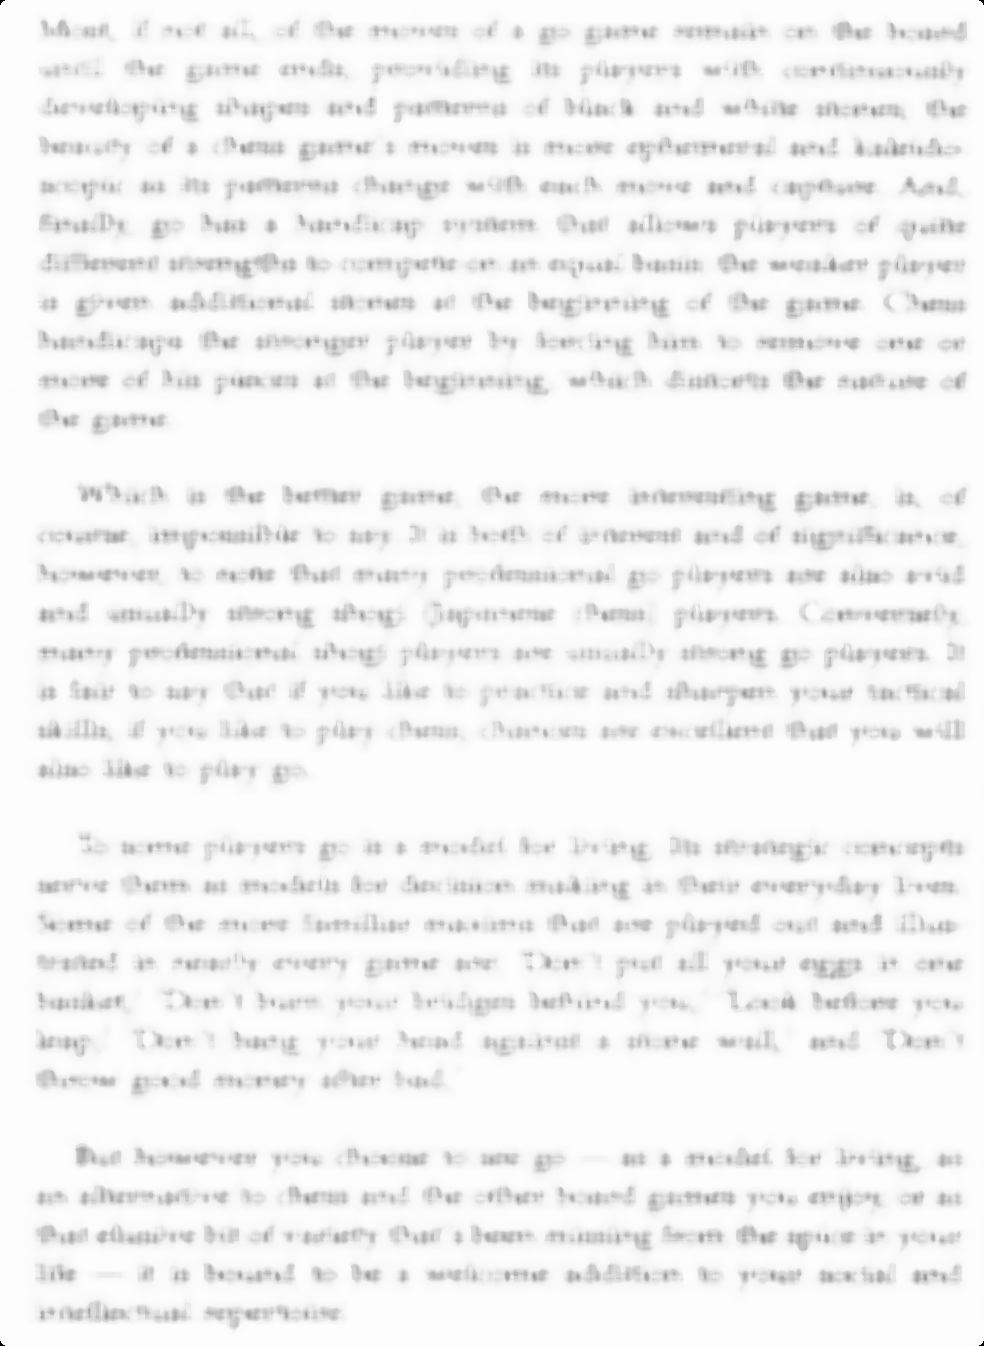 Most, if not all, of the moves of a go game remain on the board
until the game ends, providing its players with continuously
developing shapes and patterns of black and white stones; the
beauty of a chess game's moves is more ephemeral and kaleido-
scopic as its patterns change with each move and capture. And,
finally, go has a handicap system that allows players of quite
different strengths to compete on an equal basis: the weaker player
is given additional stones at the beginning of the game. Chess
handicaps the stronger player by forcing him to remove one or
more of his pieces at the beginning, which distorts the nature of
the game.
Which is the better game, the more interesting game, is, of
course, impossible to say. It is both of interest and of significance,
however, to note that many professional go players are also avid
and usually strong shogi (Japanese chess) players. Conversely,
many professional shogi players are usually strong go players. It
is fair to say that if you like to practice and sharpen your tactical
skills, if you like to play chess, chances are excellent that you will
also like to play go.
To some players go is a model for living. Its strategic concepts
serve them as models for decision making in their everyday lives.
Some of the more familiar maxims that are played out and illus-
trated in nearly every game are: "Don't put all your eggs in one
basket," "Don't burn your bridges behind you," "Look before you
leap," "Don't bang your head against a stone wall," and "Don't
throw good money after bad."
But however you choose to use go — as a model for living, as
an alternative to chess and the other board games you enjoy, or as
that elusive bit of variety that's been missing from the spice in your
life — it is bound to be a welcome addition to your social and
intellectual repertoire.